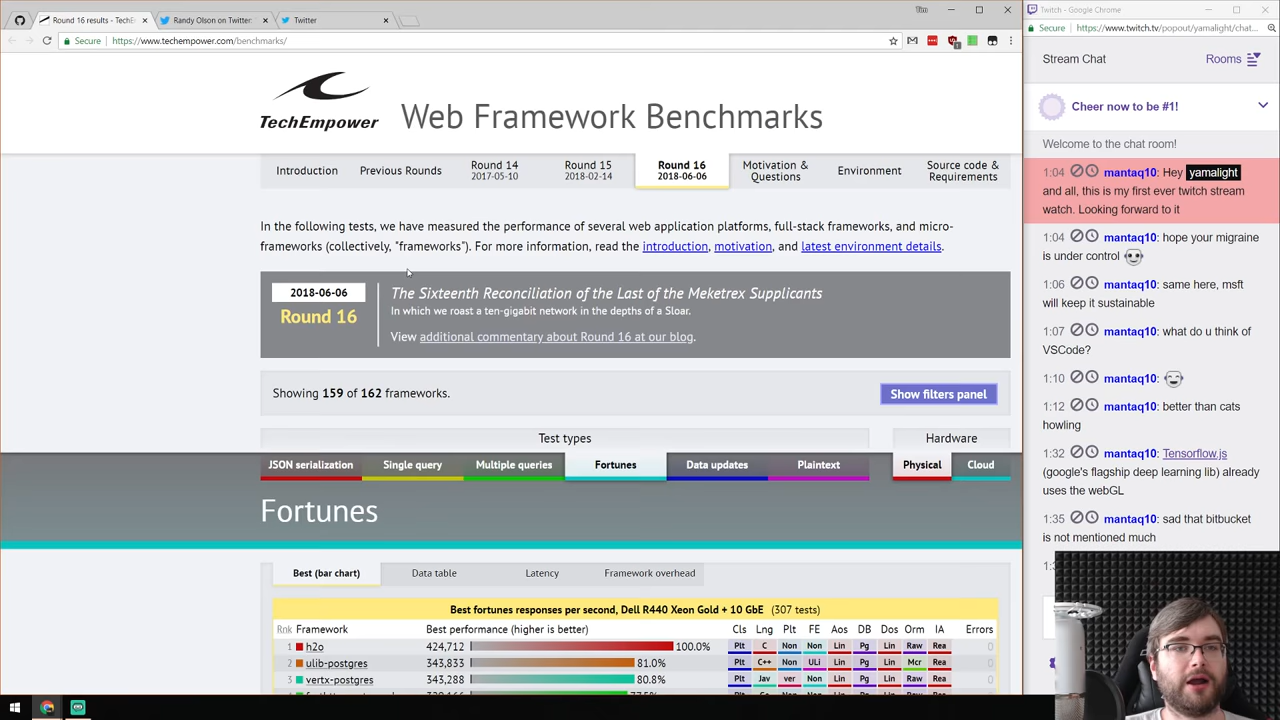 Round 16 results - TechE
Randy Olson on Twitter:
Twitter
Tim
Secure
https://www.techempower.com/benchmarks/
TechEmpower
Web Framework Benchmarks
Introduction
Previous Rounds
Round 14
2017-05-10
Round 15
2018-02-14
Round 16
2018-06-06
Motivation &
Questions
Environment
Source code &
Requirements
In the following tests, we have measured the performance of several web application platforms, full-stack frameworks, and micro-
frameworks (collectively, "frameworks"). For more information, read the introduction, motivation, and latest environment details.
2018-06-06
Round 16
The Sixteenth Reconciliation of the Last of the Meketrex Supplicants
In which we roast a ten-gigabit network in the depths of a Sloar.
View additional commentary about Round 16 at our blog.
Showing 159 of 162 frameworks.
Show filters panel
Test types
Hardware
JSON serialization
Single query
Multiple queries
Fortunes
Data updates
Plaintext
Physical
Cloud
Fortunes
Best (bar chart)
Data table
Latency
Framework overhead
Best fortunes responses per second, Dell R440 Xeon Gold + 10 GbE (307 tests)
Rnk Framework Best performance (higher is better) Cls Lng Plt FE Aos DB Dos Orm IA Errors
1 h2o 424,712 100.0% Plt C Non Non Lin Pg Lin Raw Rea 0
2 ulib-postgres 343,833 81.0% Plt C++ Non ULi Lin Pg Lin Mcr Rea 0
3 vertx-postgres 343,288 80.8% Plt Jav ver Non Lin Pg Lin Raw Rea 0
Twitch - Google Chrome
Secure
https://www.twitch.tv/popout/yamalight/chat...
Stream Chat
Rooms
Cheer now to be #1!
Welcome to the chat room!
1:04 mantaq10: Hey yamalight
and all, this is my first ever twitch stream
watch. Looking forward to it
1:04 mantaq10: hope your migraine
is under control
1:06 mantaq10: same here, msft
will keep it sustainable
1:07 mantaq10: what do u think of
VSCode?
1:10 mantaq10:
1:12 mantaq10: better than cats
howling
1:32 mantaq10: Tensorflow.js
(google's flagship deep learning lib) already
uses the webGL
1:35 mantaq10: sad that bitbucket
is not mentioned much